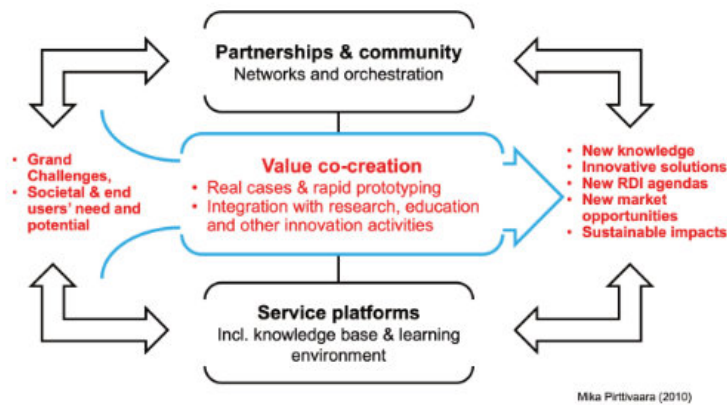 Partnerships & community
Networks and orchestration
• Grand
Challenges,
• Societal & end
users' need and
potential
Value co-creation
• Real cases & rapid prototyping
• Integration with research, education
and other innovation activities
• New knowledge
• Innovative solutions
• New RDI agendas
• New market
opportunities
• Sustainable impacts
Service platforms
Incl. knowledge base & learning
environment
Mika Pirttivaara (2010)